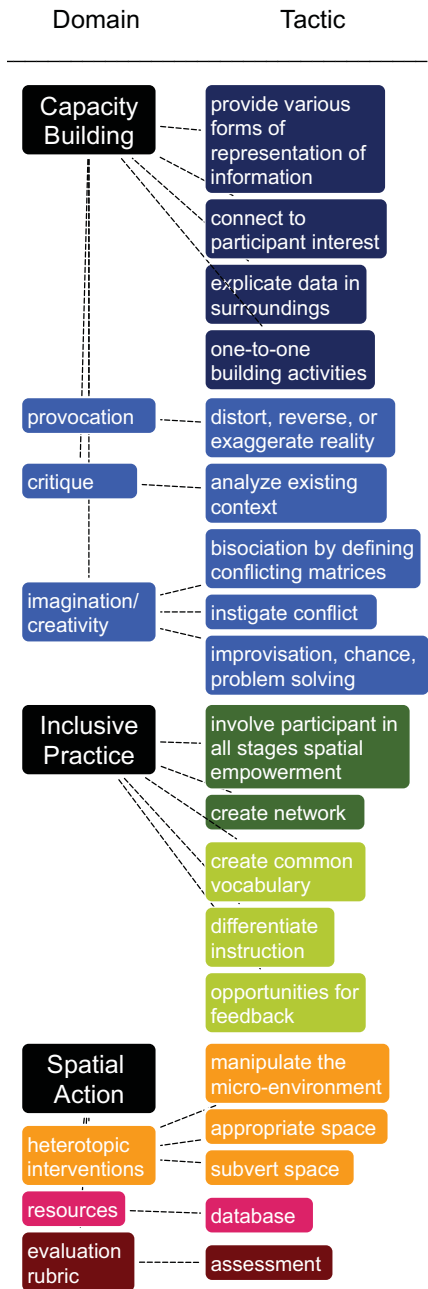 Domain
Tactic
Capacity
Building
provide various
forms of
representation of
information
connect to
participant interest
explicate data in
surroundings
one-to-one
building activities
provocation
distort, reverse, or
exaggerate reality
critique
analyze existing
context
bisociation by defining
conflicting matrices
imagination/
creativity
instigate conflict
improvisation, chance,
problem solving
Inclusive
Practice
involve participant in
all stages spatial
empowerment
create network
create common
vocabulary
differentiate
instruction
opportunities for
feedback
Spatial
Action
manipulate the
micro-environment
heterotopic
interventions
appropriate space
subvert space
resources
database
evaluation
rubric
assessment